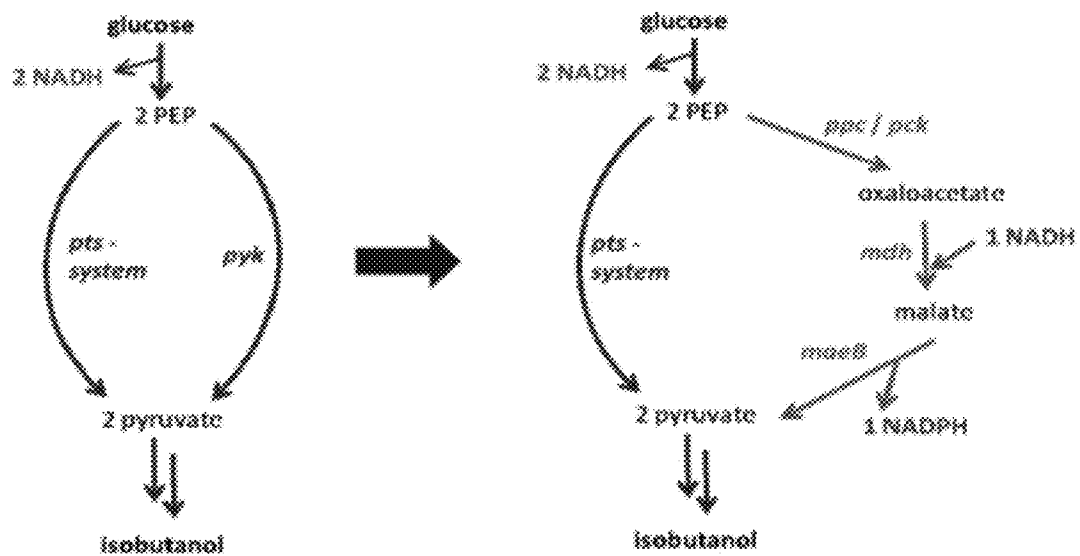 glucose
2 NADH
2 PEP
pts -
system
pyk
2 pyruvate
isobutanol
glucose
2 NADH
2 PEP
ppc / pck
oxaloacetate
pts -
system
mdh
1 NADH
malate
maeB
2 pyruvate
1 NADPH
isobutanol